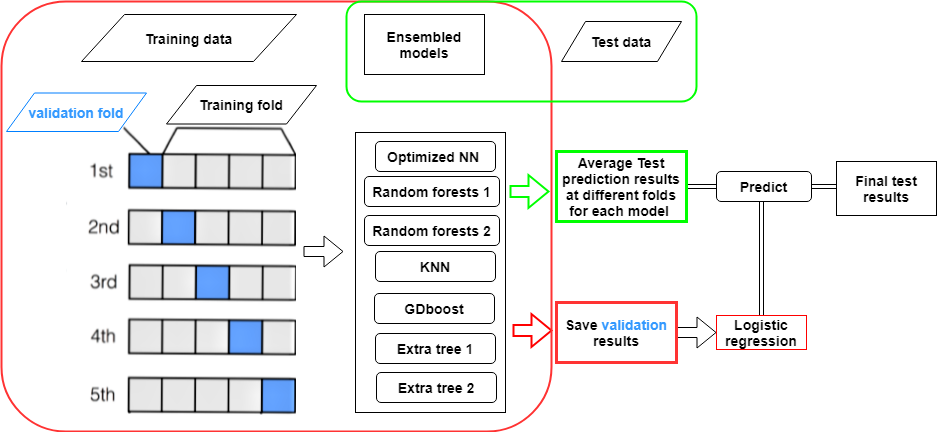 Training data
Ensembled
models
Test data
validation fold
Training fold
1st
2nd
3rd
4th
5th
Optimized NN
Random forests 1
Random forests 2
KNN
GDboost
Extra tree 1
Extra tree 2
Average Test
prediction results
at different folds
for each model
Predict
Final test
results
Save validation
results
Logistic
regression